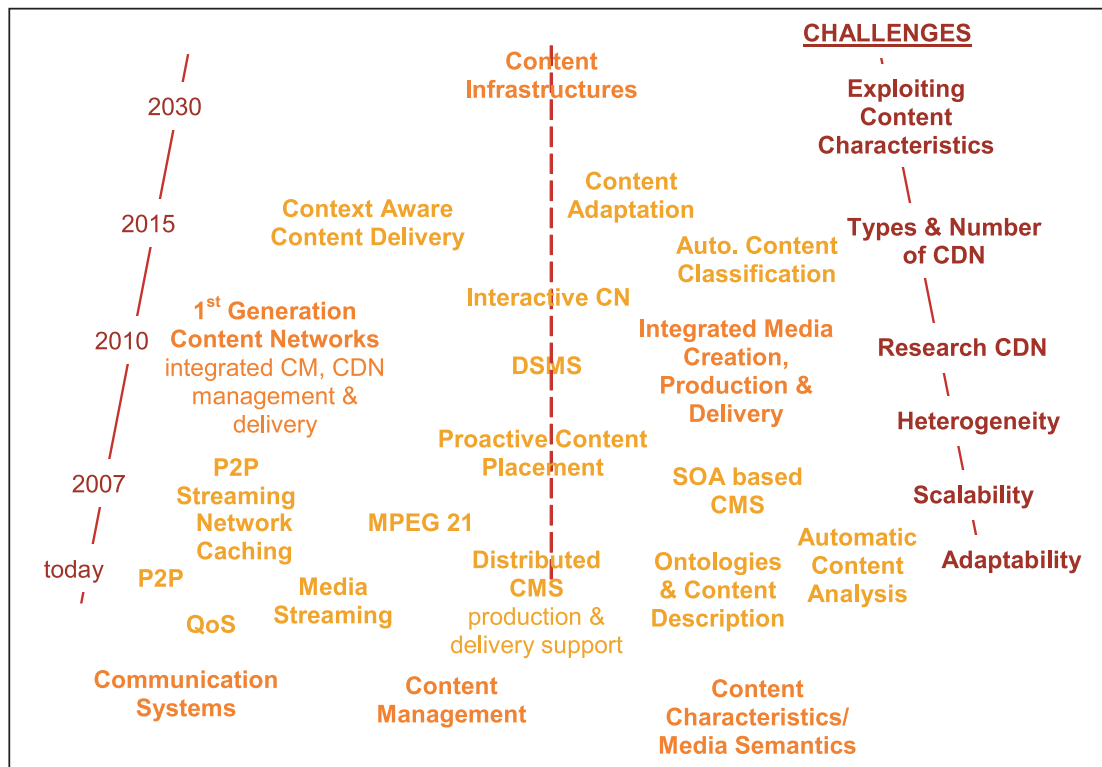 CHALLENGES
Content
Infrastructures
2030
Exploiting
Content
Characteristics
Content
Adaptation
2015
Context Aware
Content Delivery
Types & Number
of CDN
Auto. Content
Classification
Interactive CN
1st Generation
Content Networks
integrated CM, CDN
management &
delivery
2010
DSMS
Integrated Media
Creation,
Production &
Delivery
Research CDN
Heterogeneity
Proactive Content
Placement
2007
P2P
Streaming
Network
Caching
MPEG 21
SOA based
CMS
Scalability
today
P2P
QoS
Media
Streaming
Distributed
CMS
production &
delivery support
Ontologies
& Content
Description
Automatic
Content
Analysis
Adaptability
Communication
Systems
Content
Management
Content
Characteristics/
Media Semantics